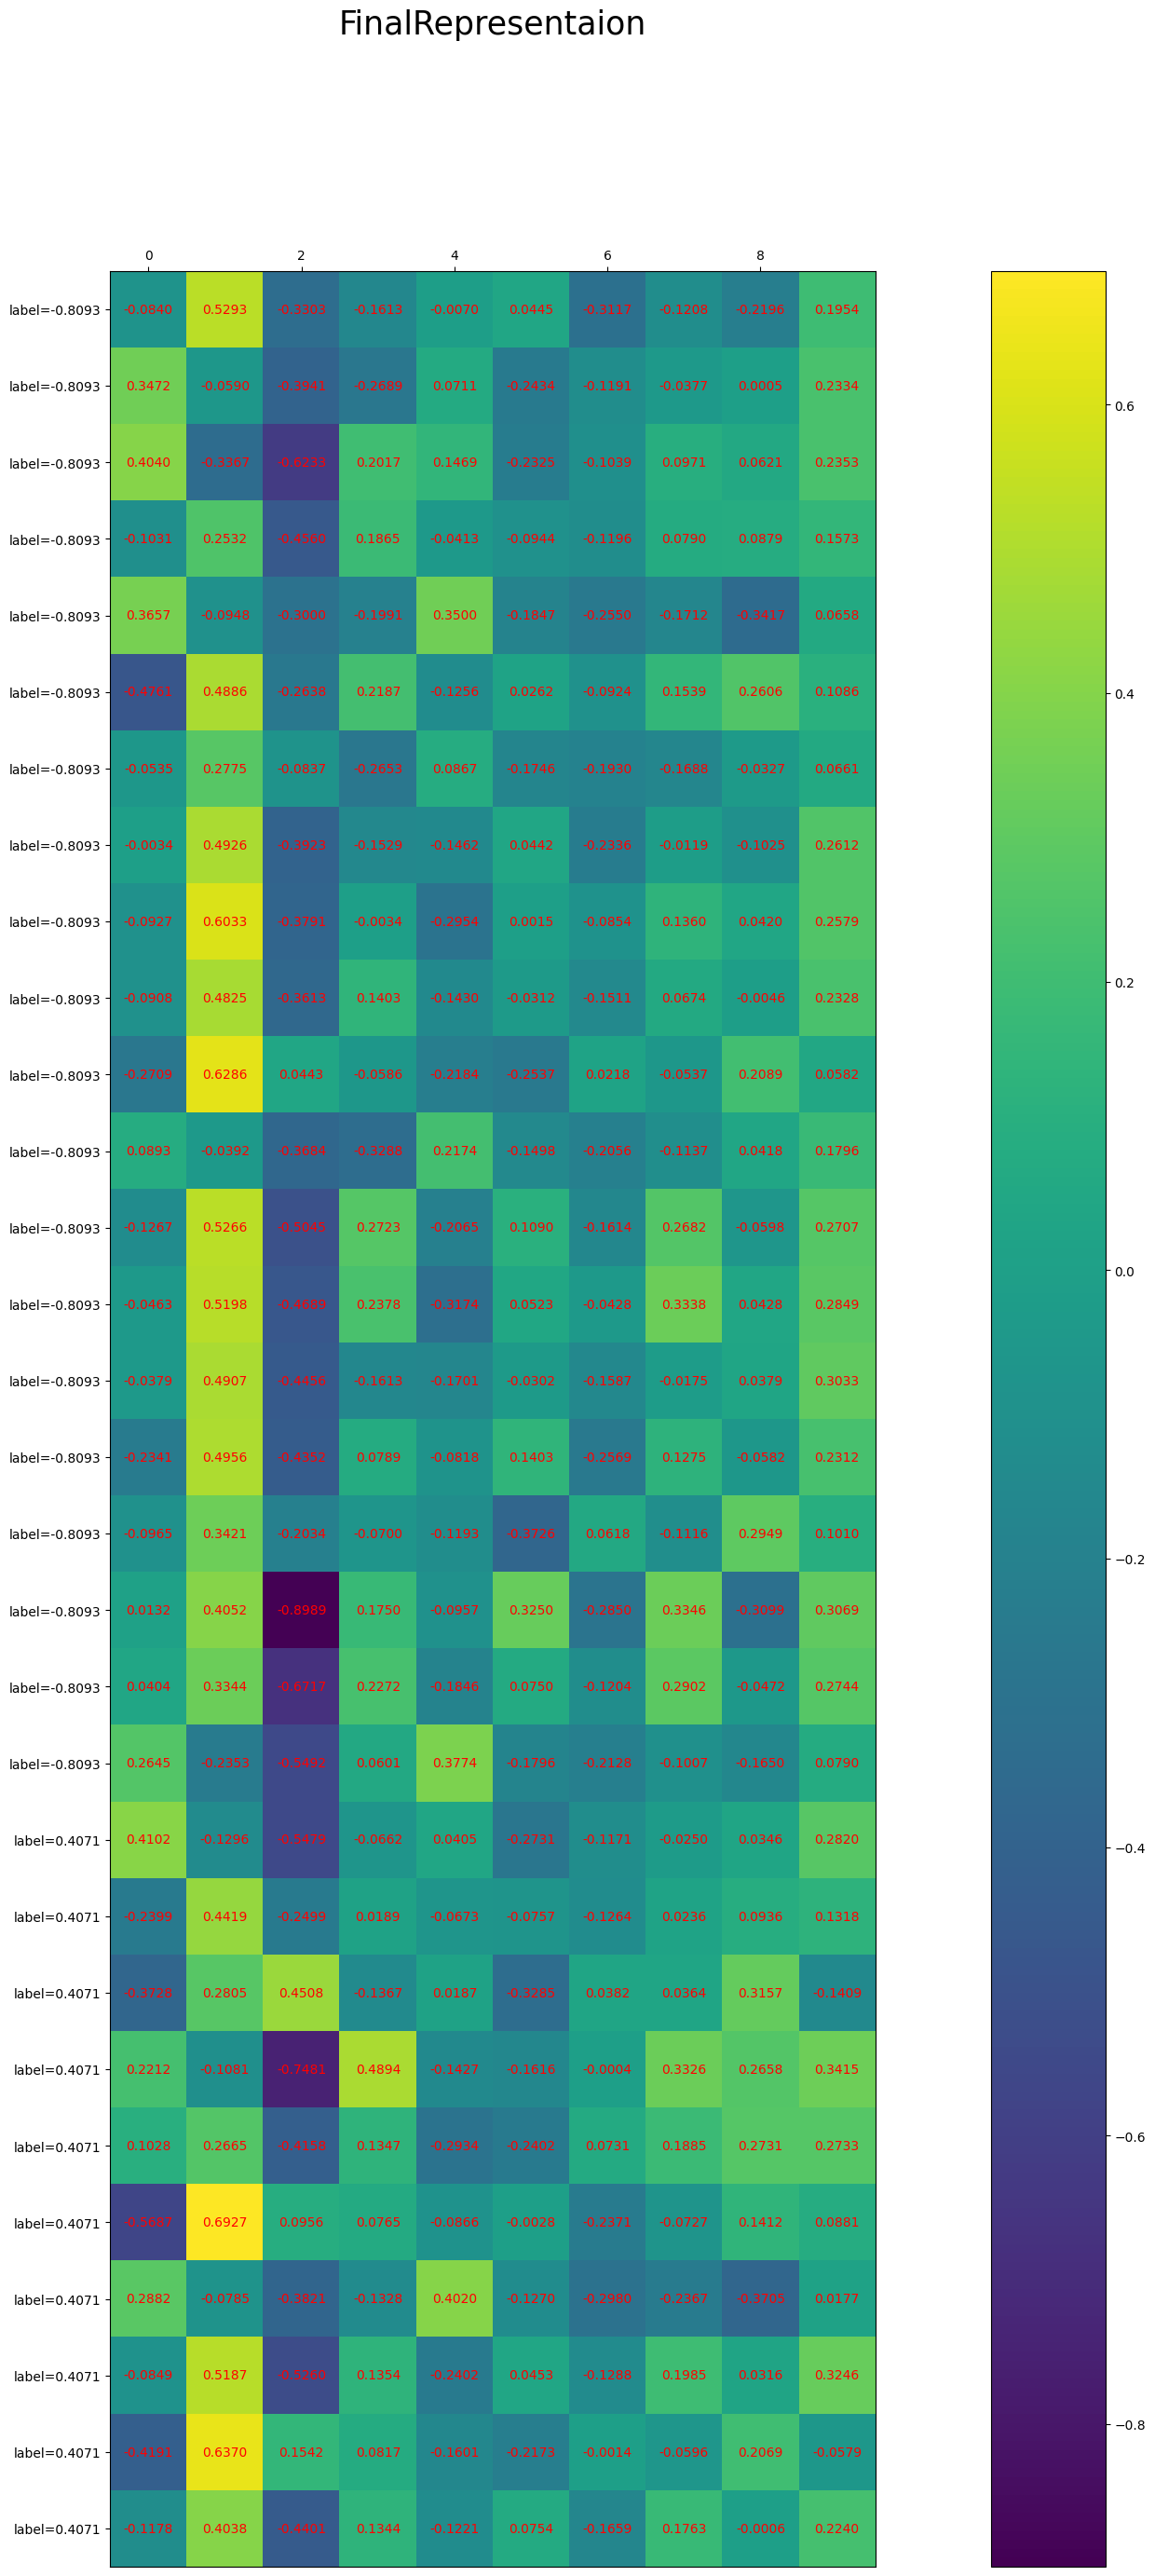 FinalRepresentaion
0 2 4 6 8
label=-0.8093 -0.0840 0.5293 -0.3303 -0.1613 -0.0070 0.0445 -0.3117 -0.1208 -0.2196 0.1954
label=-0.8093 0.3472 -0.0590 -0.3941 -0.2689 0.0711 -0.2434 -0.1191 -0.0377 0.0005 0.2334
0.6
label=-0.8093 0.4040 -0.3367 -0.6233 0.2017 0.1469 -0.2325 -0.1039 0.0971 0.0621 0.2353
label=-0.8093 -0.1031 0.2532 -0.4560 0.1865 -0.0413 -0.0944 -0.1196 0.0790 0.0879 0.1573
label=-0.8093 0.3657 -0.0948 -0.3000 -0.1991 0.3500 -0.1847 -0.2550 -0.1712 -0.3417 0.0658
label=-0.8093 -0.4761 0.4886 -0.2638 0.2187 -0.1256 0.0262 -0.0924 0.1539 0.2606 0.1086
0.4
label=-0.8093 -0.0535 0.2775 -0.0837 -0.2653 0.0867 -0.1746 -0.1930 -0.1688 -0.0327 0.0661
label=-0.8093 -0.0034 0.4926 -0.3923 -0.1529 -0.1462 0.0442 -0.2336 -0.0119 -0.1025 0.2612
label=-0.8093 -0.0927 0.6033 -0.3791 -0.0034 -0.2954 0.0015 -0.0854 0.1360 0.0420 0.2579
label=-0.8093 -0.0908 0.4825 -0.3613 0.1403 -0.1430 -0.0312 -0.1511 0.0674 -0.0046 0.2328
0.2
label=-0.8093 -0.2709 0.6286 0.0443 -0.0586 -0.2184 -0.2537 0.0218 -0.0537 0.2089 0.0582
label=-0.8093 0.0893 -0.0392 -0.3684 -0.3288 0.2174 -0.1498 -0.2056 -0.1137 0.0418 0.1796
label=-0.8093 -0.1267 0.5266 -0.5045 0.2723 -0.2065 0.1090 -0.1614 0.2682 -0.0598 0.2707
0.0
label=-0.8093 -0.0463 0.5198 -0.4689 0.2378 -0.3174 0.0523 -0.0428 0.3338 0.0428 0.2849
label=-0.8093 -0.0379 0.4907 -0.4456 -0.1613 -0.1701 -0.0302 -0.1587 -0.0175 0.0379 0.3033
label=-0.8093 -0.2341 0.4956 -0.4352 0.0789 -0.0818 0.1403 -0.2569 0.1275 -0.0582 0.2312
label=-0.8093 -0.0965 0.3421 -0.2034 -0.0700 -0.1193 -0.3726 0.0618 -0.1116 0.2949 0.1010
−0.2
label=-0.8093 0.0132 0.4052 -0.8989 0.1750 -0.0957 0.3250 -0.2850 0.3346 -0.3099 0.3069
label=-0.8093 0.0404 0.3344 -0.6717 0.2272 -0.1846 0.0750 -0.1204 0.2902 -0.0472 0.2744
label=-0.8093 0.2645 -0.2353 0.0601 0.3774 -0.1796 -0.2128 -0.1007 -0.1650 0.0790
label=0.4071 0.4102 -0.1296 -0.0662 0.0405 -0.2731 -0.1171 -0.0250 0.0346 0.2820
−0.4
label=0.4071 -0.2399 0.4419 -0.2499 0.0189 -0.0673 -0.0757 -0.1264 0.0236 0.0936 0.1318
label=0.4071 -0.3728 0.2805 0.4508 -0.1367 0.0187 -0.3285 0.0382 0.0364 0.3157 -0.1409
label=0.4071 0.2212 -0.1081 -0.7481 0.4894 -0.1427 -0.1616 -0.0004 0.3326 0.2658 0.3415
−0.6
label=0.4071 0.1028 0.2665 -0.4158 0.1347 -0.2934 -0.2402 0.0731 0.1885 0.2731 0.2733
label=0.4071 0.6927 0.0956 0.0765 -0.0866 -0.0028 -0.2371 -0.0727 0.1412 0.0881
label=0.4071 0.2882 -0.0785 -0.3821 -0.1328 0.4020 -0.1270 -0.2980 -0.2367 -0.3705 0.0177
label=0.4071 -0.0849 0.5187 0.1354 -0.2402 0.0453 -0.1288 0.1985 0.0316 0.3246
−0.8
label=0.4071 -0.4191 0.6370 0.1542 0.0817 -0.1601 -0.2173 -0.0014 -0.0596 0.2069 -0.0579
label=0.4071 -0.1178 0.4038 -0.4401 0.1344 -0.1221 0.0754 -0.1659 0.1763 -0.0006 0.2240